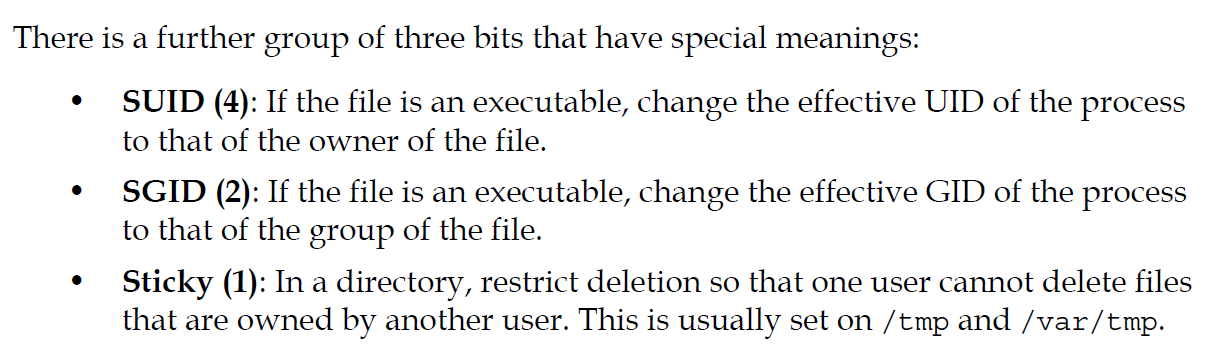 There is a further group of three bits that have special meanings:
• SUID (4): If the file is an executable, change the effective UID of the process
to that of the owner of the file.
• SGID (2): If the file is an executable, change the effective GID of the process
to that of the group of the file.
• Sticky (1): In a directory, restrict deletion so that one user cannot delete files
that are owned by another user. This is usually set on /tmp and /var/tmp.